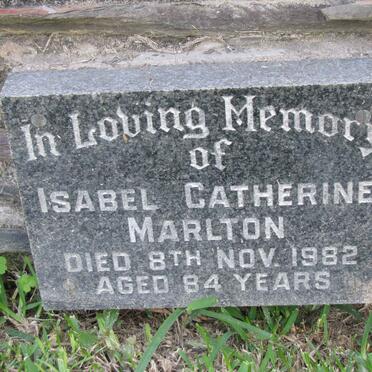 In Loving Memory
of
ISABEL CATHERINE
MARLTON
DIED 8TH NOV. 1982
AGED 84 YEARS